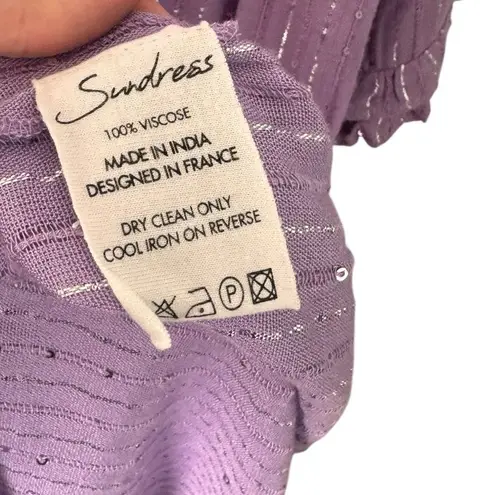 Sundress
100% VISCOSE
MADE IN INDIA
DESIGNED IN FRANCE
DRY CLEAN ONLY
COOL IRON ON REVERSE
P